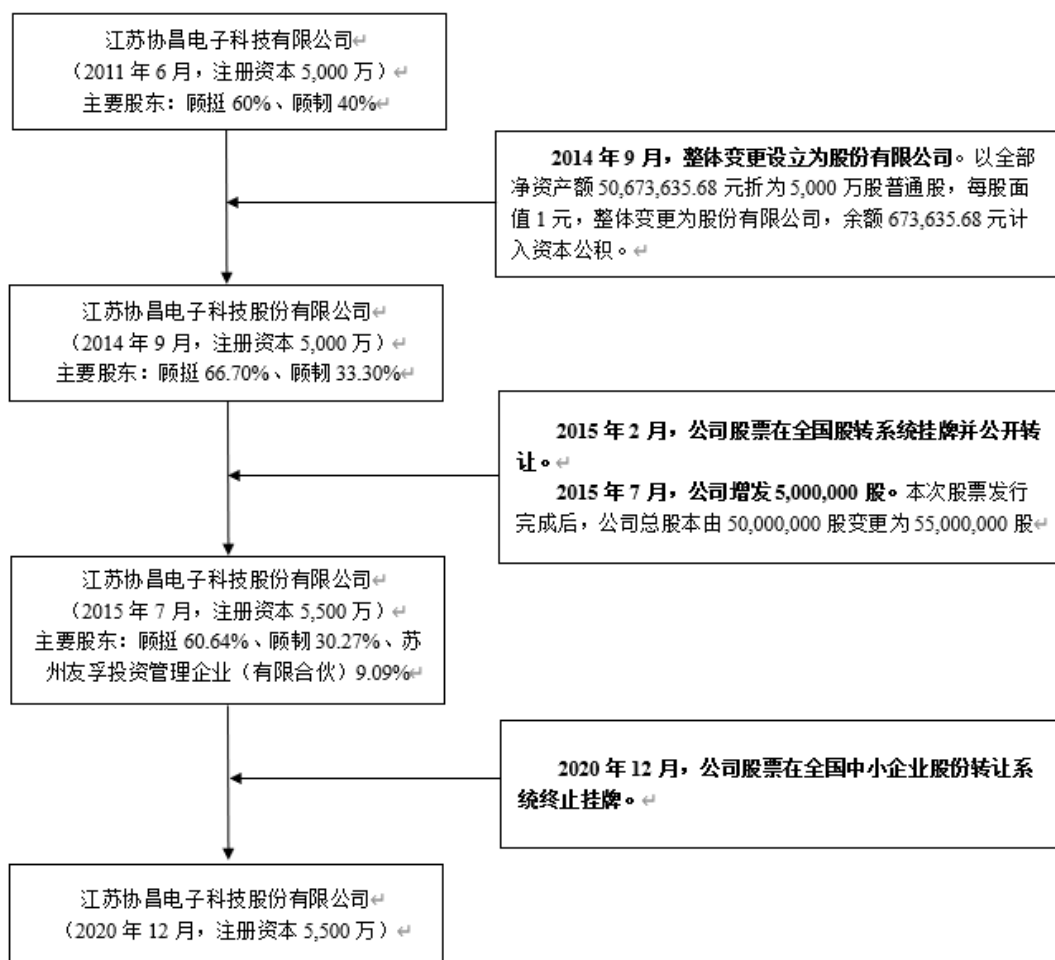 江苏协昌电子科技有限公司↵
（2011 年 6 月，注册资本 5,000 万）↵
主要股东：顾挺 60%、顾韧 40%↵
2014 年 9 月，整体变更设立为股份有限公司。以全部
净资产额 50,673,635.68 元折为 5,000 万股普通股，每股面
值 1 元，整体变更为股份有限公司，余额 673,635.68 元计
入资本公积。↵
江苏协昌电子科技股份有限公司↵
（2014 年 9 月，注册资本 5,000 万）↵
主要股东：顾挺 66.70%、顾韧 33.30%↵
2015 年 2 月，公司股票在全国股转系统挂牌并公开转
让。↵
2015 年 7 月，公司增发 5,000,000 股。本次股票发行
完成后，公司总股本由 50,000,000 股变更为 55,000,000 股↵
江苏协昌电子科技股份有限公司↵
（2015 年 7 月，注册资本 5,500 万）↵
主要股东：顾挺 60.64%、顾韧 30.27%、苏
州友孚投资管理企业（有限合伙）9.09%↵
2020 年 12 月，公司股票在全国中小企业股份转让系
统终止挂牌。↵
江苏协昌电子科技股份有限公司↵
（2020 年 12 月，注册资本 5,500 万）↵